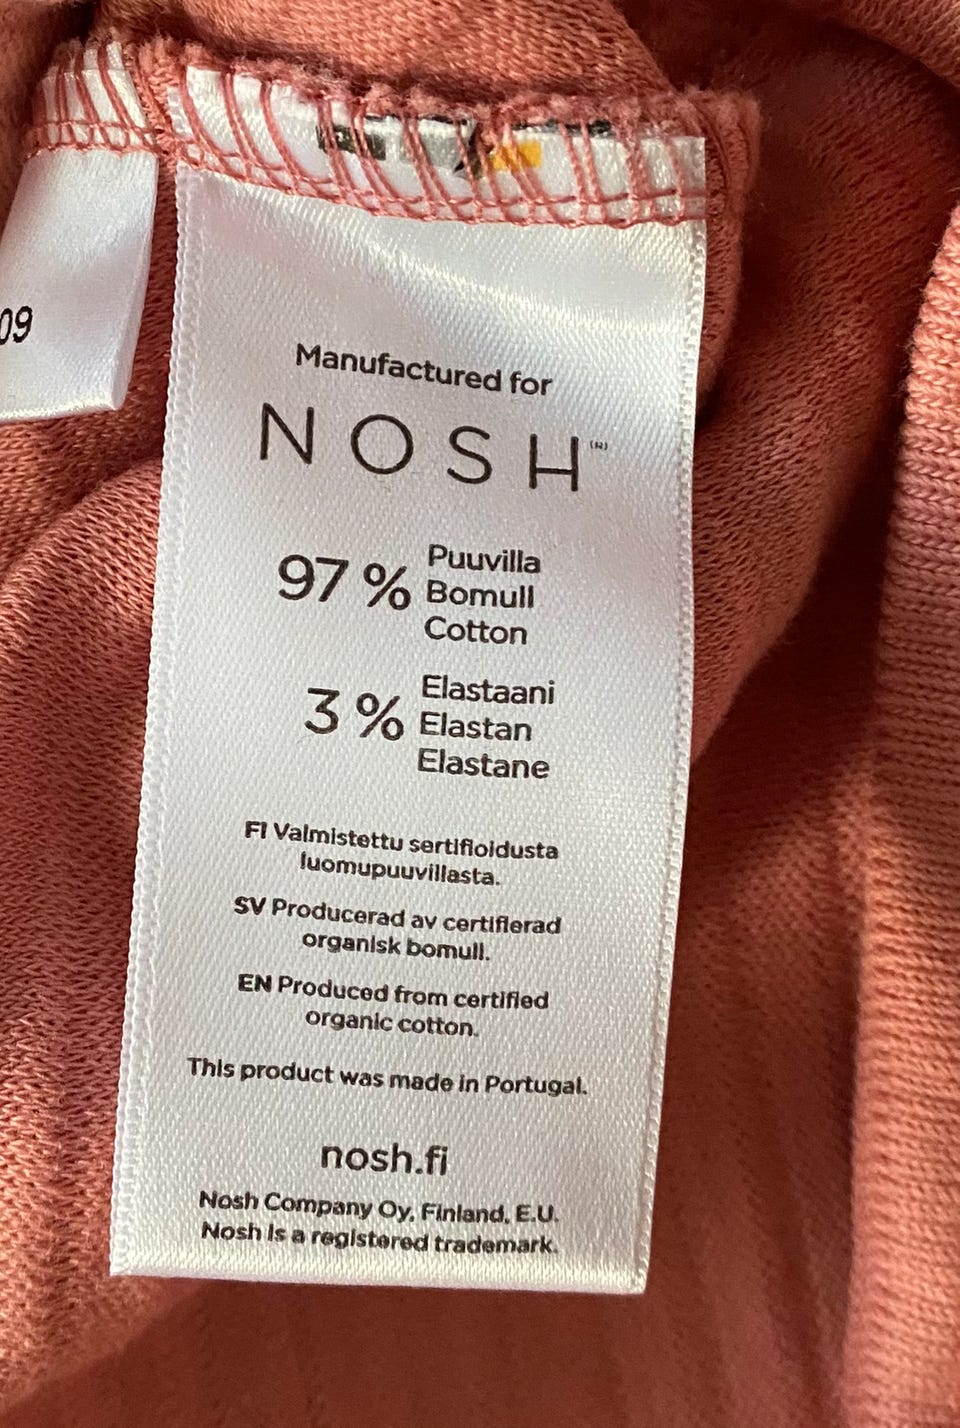 09
Manufactured for
NOSH
97 % Puuvilla
Bomull
Cotton
3 % Elastaani
Elastan
Elastane
FI Valmistettu sertifioidusta
luomupuuvillasta.
SV Producerad av certifierad
organisk bomull.
EN Produced from certified
organic cotton.
This product was made in Portugal.
nosh.fi
Nosh Company Oy, Finland, E.U.
Nosh is a registered trademark.